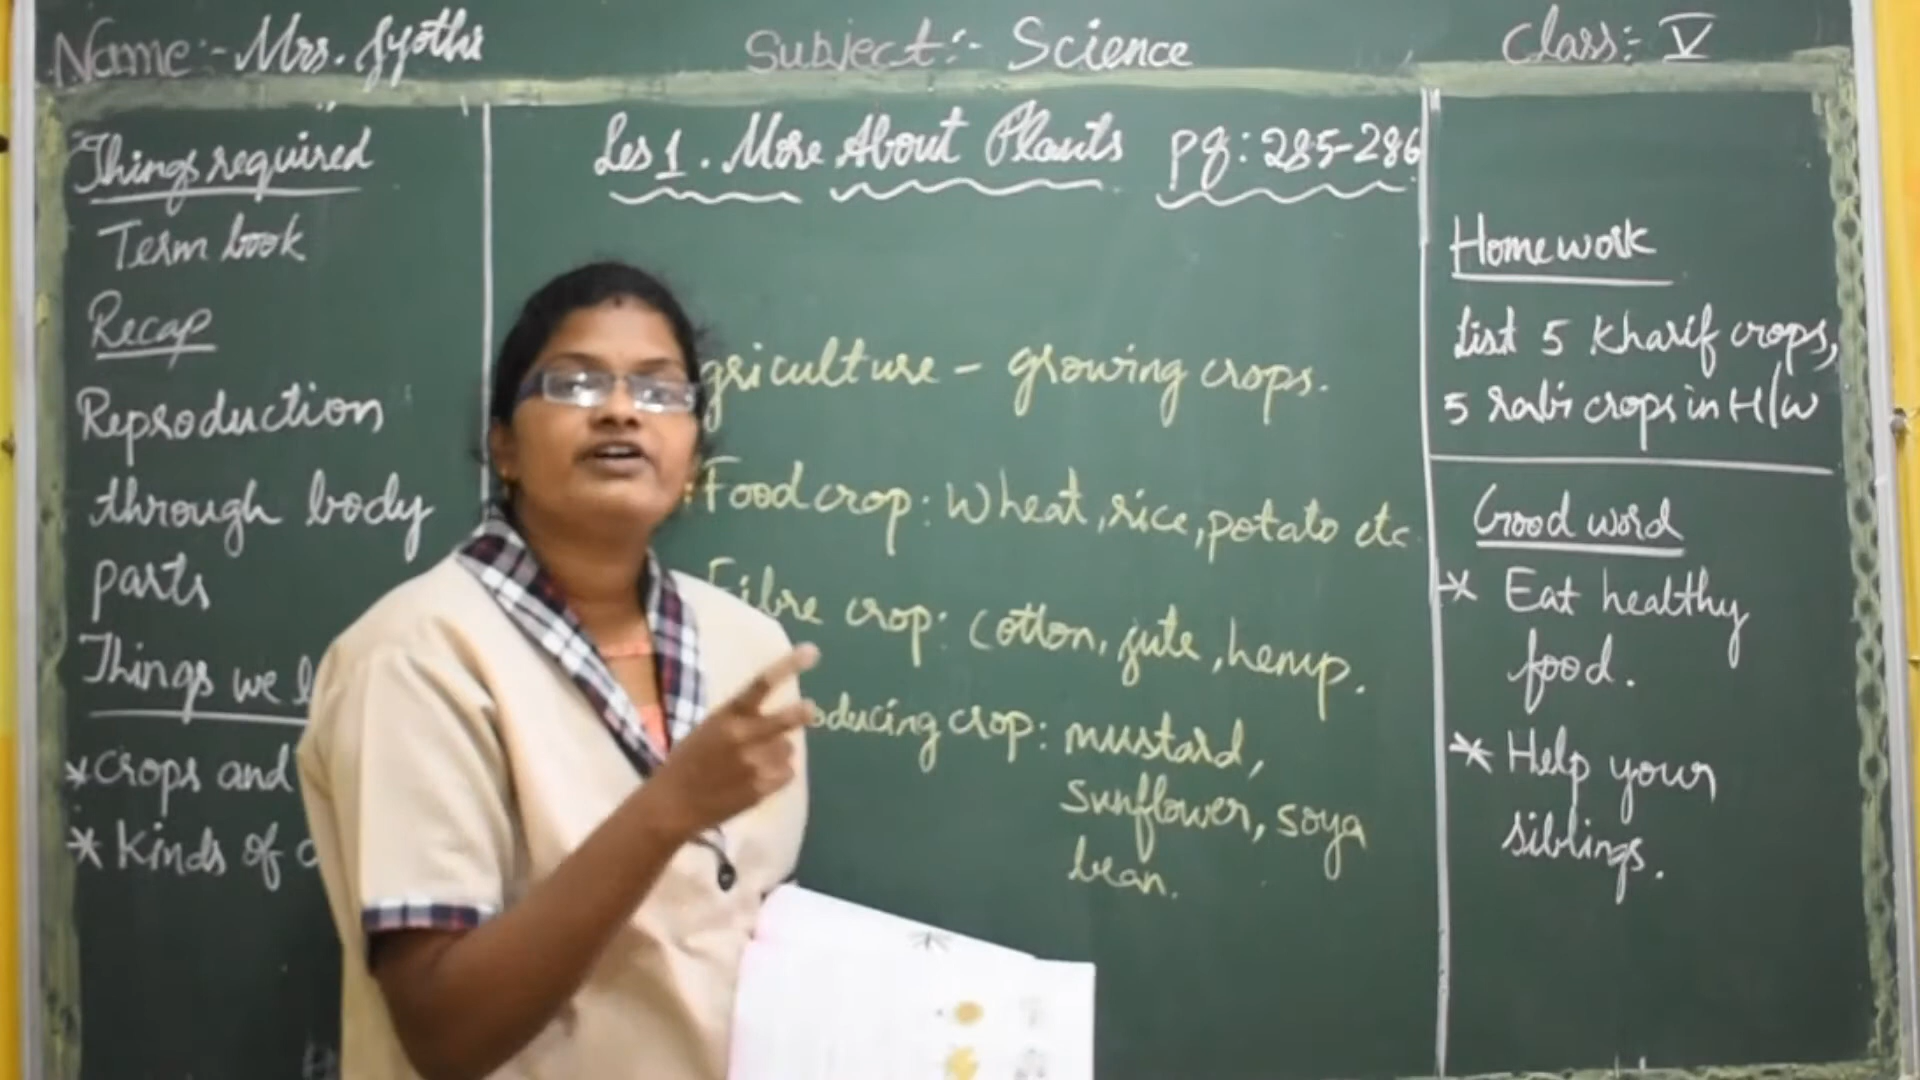 Name:- Mrs. Jyothi
Subject:- Science
Class:- V
Things required
Term book
Recap
Reproduction
through body
parts
Things we
*Crops and
* Kinds of
Les 1. More About Plants pg: 285-286
griculture - growing crops.
Food crop: Wheat, rice, potato etc
Fibre crop: Cotton, jute, hemp.
oducing crop: mustard,
sunflower, soya
bean.
Homework
List 5 Kharif crops,
5 rabi crops in H/W
Good word
* Eat healthy
food.
* Help your
siblings.